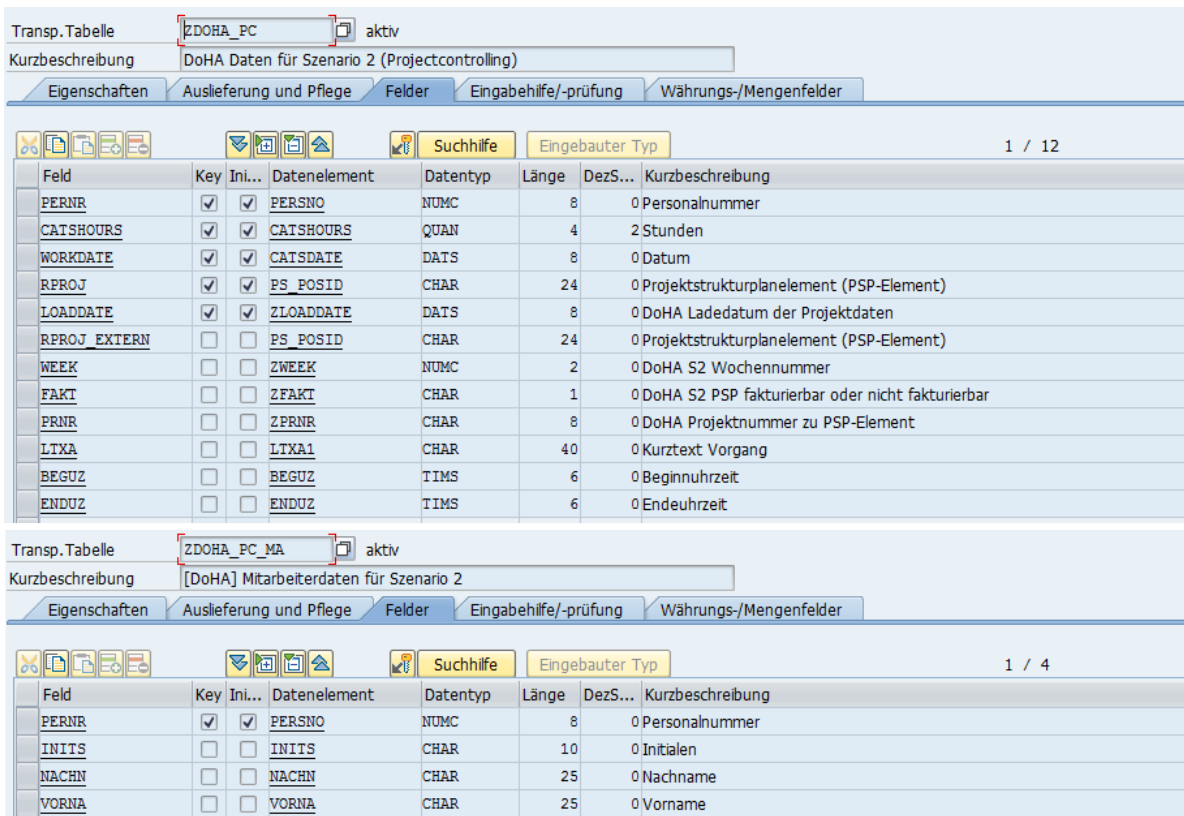 Transp.Tabelle ZDOHA_PC aktiv
Kurzbeschreibung DoHA Daten für Szenario 2 (Projectcontrolling)
Eigenschaften Auslieferung und Pflege Felder Eingabehilfe/-prüfung Währungs-/Mengenfelder
Suchhilfe Eingebauter Typ 1 / 12
Feld Key Ini... Datenelement Datentyp Länge DezS... Kurzbeschreibung
PERNR PERSNO NUMC 8 0 Personalnummer
CATSHOURS CATSHOURS QUAN 4 2 Stunden
WORKDATE CATSDATE DATS 8 0 Datum
RPROJ PS_POSID CHAR 24 0 Projektstrukturplanelement (PSP-Element)
LOADDATE ZLOADDATE DATS 8 0 DoHA Ladedatum der Projektdaten
RPROJ_EXTERN PS_POSID CHAR 24 0 Projektstrukturplanelement (PSP-Element)
WEEK ZWEEK NUMC 2 0 DoHA S2 Wochennummer
FAKT ZFAKT CHAR 1 0 DoHA S2 PSP fakturierbar oder nicht fakturierbar
PRNR ZPRNR CHAR 8 0 DoHA Projektnummer zu PSP-Element
LTXA LTXA1 CHAR 40 0 Kurztext Vorgang
BEGUZ BEGUZ TIMS 6 0 Beginnuhrzeit
ENDUZ ENDUZ TIMS 6 0 Endeuhrzeit
Transp.Tabelle ZDOHA_PC_MA aktiv
Kurzbeschreibung [DoHA] Mitarbeiterdaten für Szenario 2
Eigenschaften Auslieferung und Pflege Felder Eingabehilfe/-prüfung Währungs-/Mengenfelder
Suchhilfe Eingebauter Typ 1 / 4
Feld Key Ini... Datenelement Datentyp Länge DezS... Kurzbeschreibung
PERNR PERSNO NUMC 8 0 Personalnummer
INITS INITS CHAR 10 0 Initialen
NACHN NACHN CHAR 25 0 Nachname
VORNA VORNA CHAR 25 0 Vorname